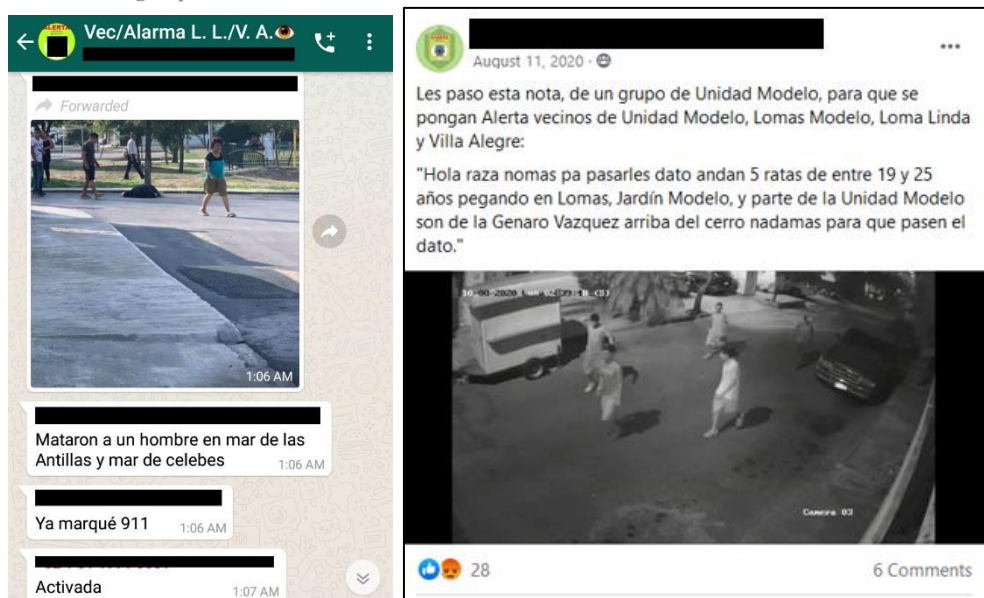 Vec/Alarma L. L./V. A.👁
Forwarded
1:06 AM
Mataron a un hombre en mar de las
Antillas y mar de celebes 1:06 AM
Ya marqué 911 1:06 AM
Activada 1:07 AM
August 11, 2020
Les paso esta nota, de un grupo de Unidad Modelo, para que se
pongan Alerta vecinos de Unidad Modelo, Lomas Modelo, Loma Linda
y Villa Alegre:
"Hola raza nomas pa pasarles dato andan 5 ratas de entre 19 y 25
años pegando en Lomas, Jardín Modelo, y parte de la Unidad Modelo
son de la Genaro Vazquez arriba del cerro nadamas para que pasen el
dato."
Camera 03
28
6 Comments